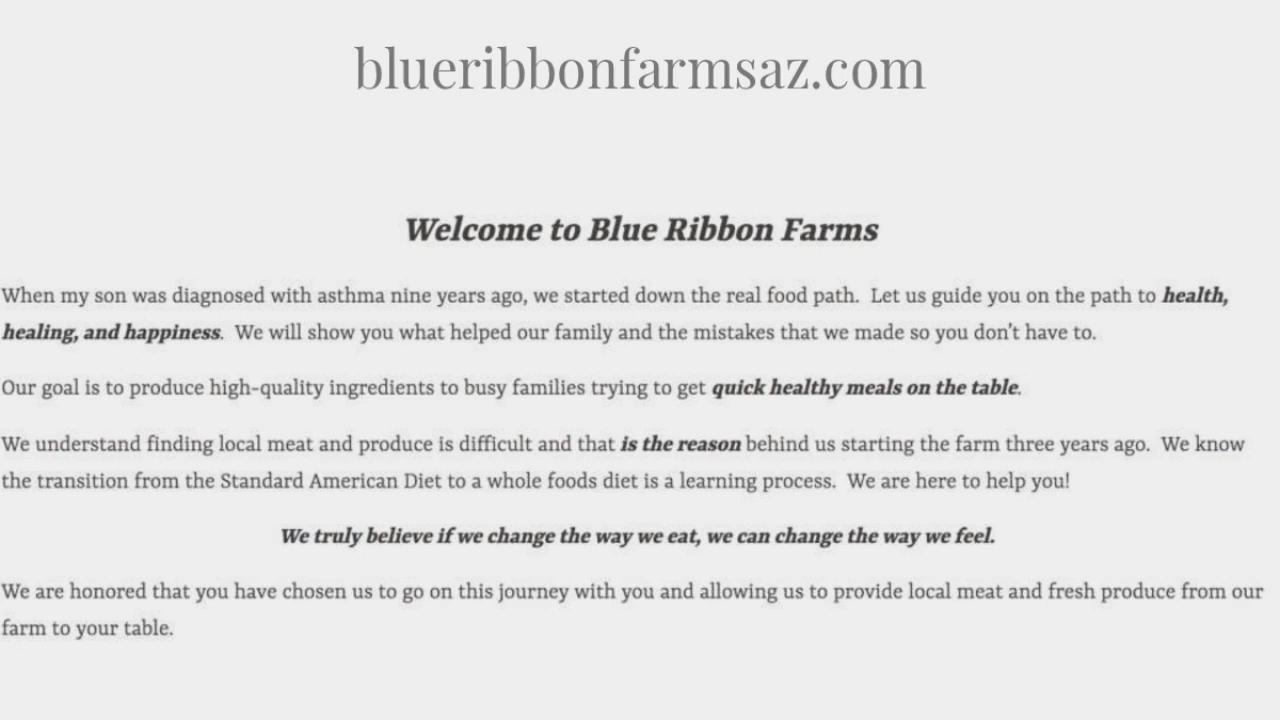 blueribbonfarmsaz.com
Welcome to Blue Ribbon Farms
When my son was diagnosed with asthma nine years ago, we started down the real food path.  Let us guide you on the path to health,
healing, and happiness.  We will show you what helped our family and the mistakes that we made so you don't have to.
Our goal is to produce high-quality ingredients to busy families trying to get quick healthy meals on the table.
We understand finding local meat and produce is difficult and that is the reason behind us starting the farm three years ago.  We know
the transition from the Standard American Diet to a whole foods diet is a learning process.  We are here to help you!
We truly believe if we change the way we eat, we can change the way we feel.
We are honored that you have chosen us to go on this journey with you and allowing us to provide local meat and fresh produce from our
farm to your table.